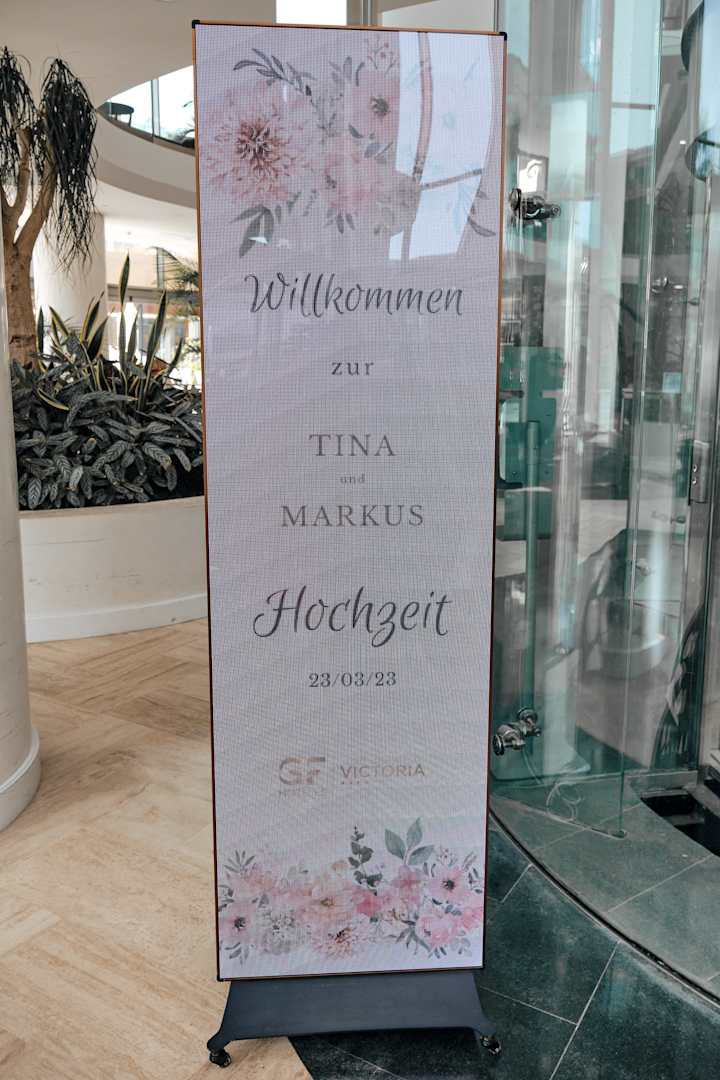 Willkommen
zur
TINA
und
MARKUS
Hochzeit
23/03/23
GF VICTORIA